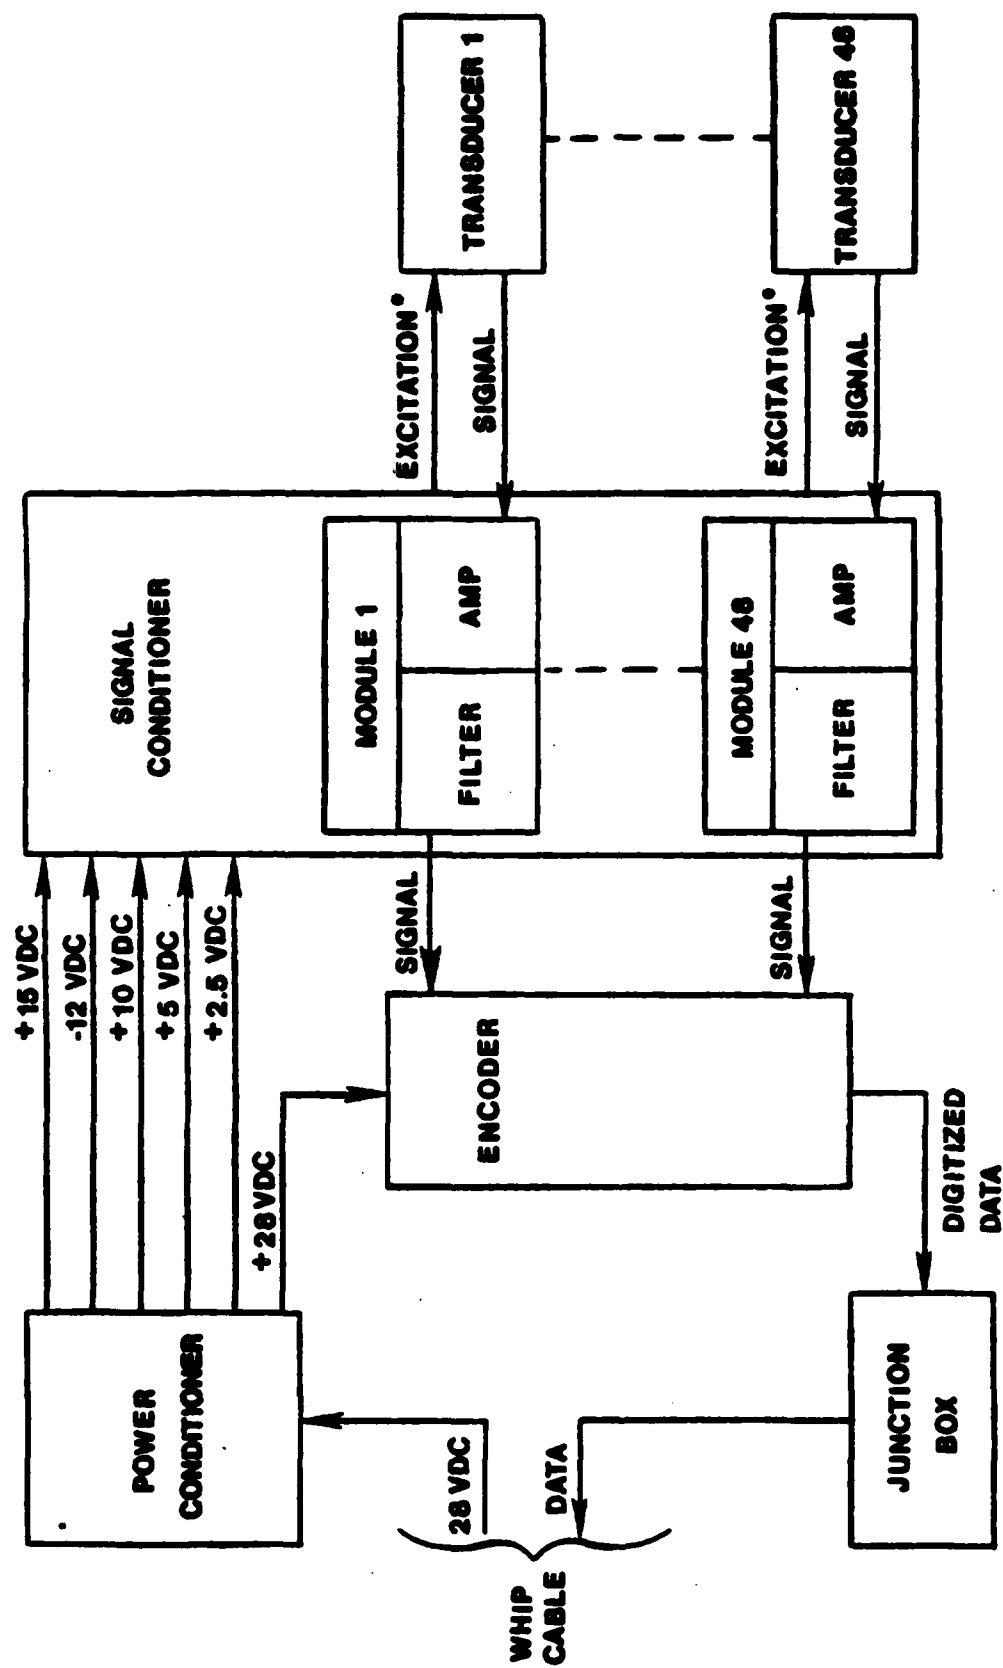 POWER
CONDITIONER
+15 VDC
-12 VDC
+10 VDC
+5 VDC
+2.5 VDC
+28 VDC
SIGNAL
CONDITIONER
MODULE 1
FILTER
AMP
EXCITATION*
SIGNAL
TRANSDUCER 1
28 VDC
DATA
WHIP
CABLE
ENCODER
SIGNAL
SIGNAL
MODULE 48
FILTER
AMP
EXCITATION*
SIGNAL
TRANSDUCER 48
JUNCTION
BOX
DIGITIZED
DATA